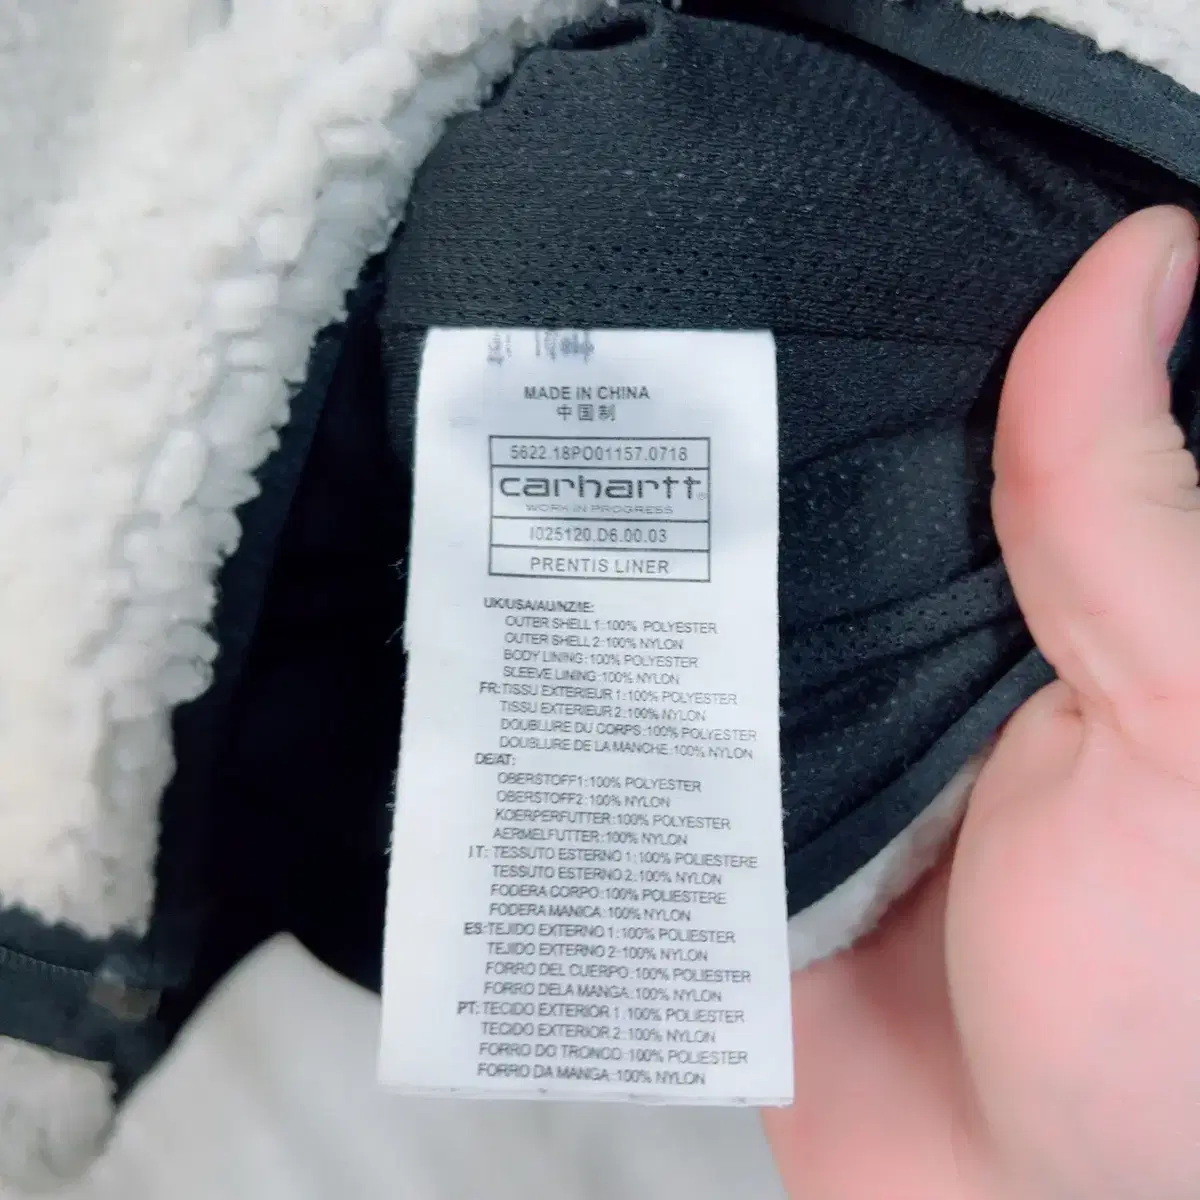 MADE IN CHINA
中国制
5622.18PO01157.0718
carhartt®
WORK IN PROGRESS
I025120.D6.00.03
PRENTIS LINER
UK/USA/AU/NZ/IE:
OUTER SHELL 1:100% POLYESTER
OUTER SHELL 2:100% NYLON
BODY LINING:100% POLYESTER
SLEEVE LINING:100% NYLON
FR:TISSU EXTERIEUR 1:100% POLYESTER
TISSU EXTERIEUR 2:100% NYLON
DOUBLURE DU CORPS:100% POLYESTER
DOUBLURE DE LA MANCHE:100% NYLON
DE/AT:
OBERSTOFF1:100% POLYESTER
OBERSTOFF2:100% NYLON
KOERPERFUTTER:100% POLYESTER
AERMELFUTTER:100% NYLON
IT: TESSUTO ESTERNO 1:100% POLIESTERE
TESSUTO ESTERNO 2:100% NYLON
FODERA CORPO:100% POLIESTERE
FODERA MANICA:100% NYLON
ES:TEJIDO EXTERNO 1:100% POLIESTER
TEJIDO EXTERNO 2:100% NYLON
FORRO DEL CUERPO:100% POLIESTER
FORRO DELA MANGA:100% NYLON
PT:TECIDO EXTERIOR 1:100% POLIESTER
TECIDO EXTERIOR 2:100% NYLON
FORRO DO TRONCO:100% POLIESTER
FORRO DA MANGA:100% NYLON